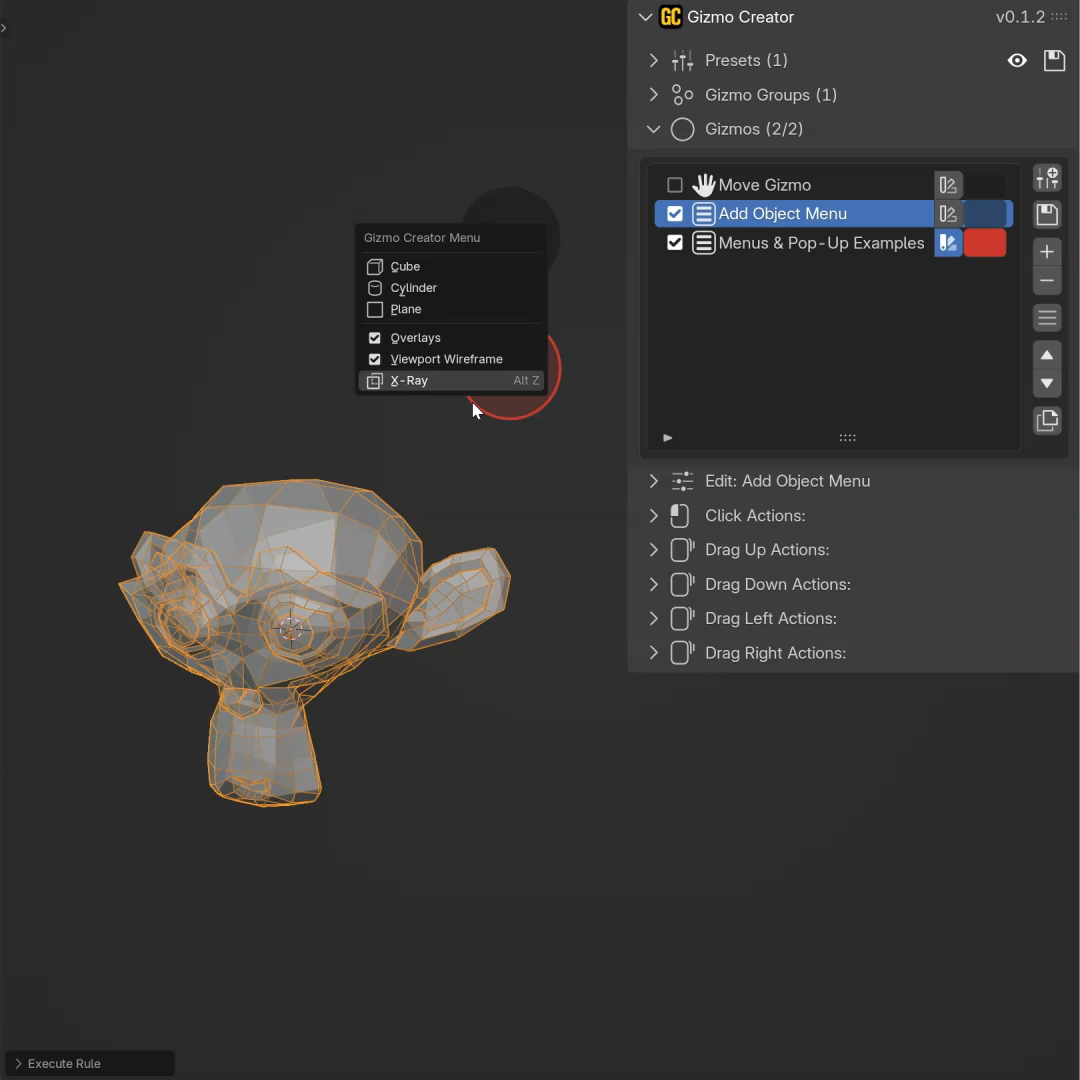 GC Gizmo Creator v0.1.2
Presets (1)
Gizmo Groups (1)
Gizmos (2/2)
Move Gizmo
Add Object Menu
Menus & Pop-Up Examples
Gizmo Creator Menu
Cube
Cylinder
Plane
Overlays
Viewport Wireframe
X-Ray Alt Z
Edit: Add Object Menu
Click Actions:
Drag Up Actions:
Drag Down Actions:
Drag Left Actions:
Drag Right Actions:
Execute Rule